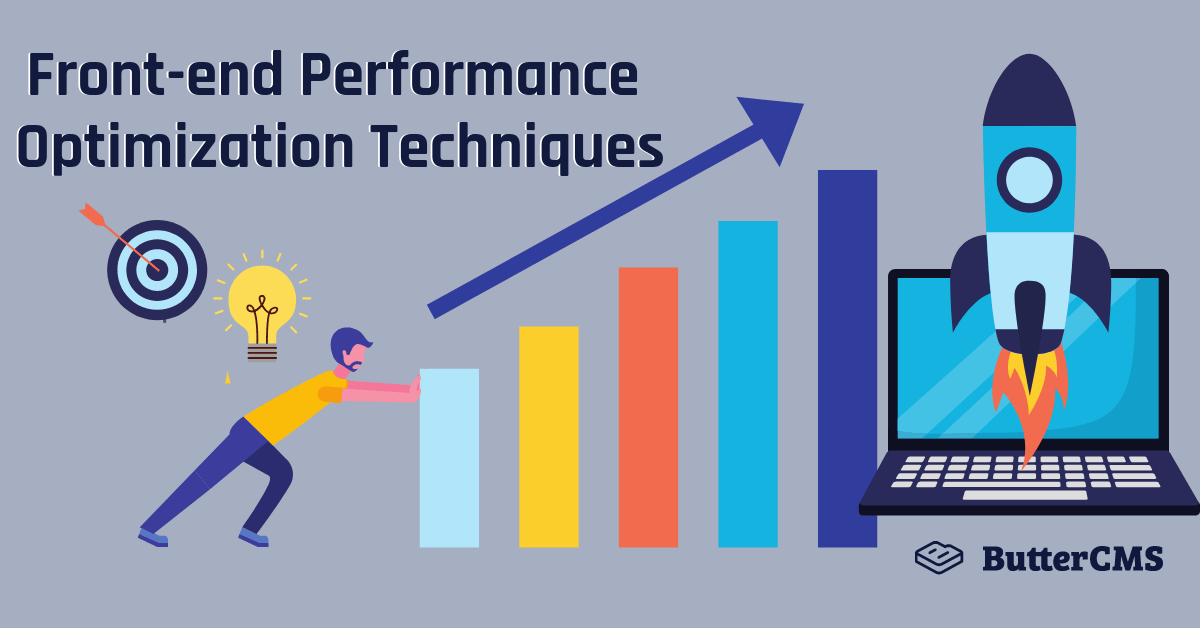 Front-end Performance
Optimization Techniques
ButterCMS